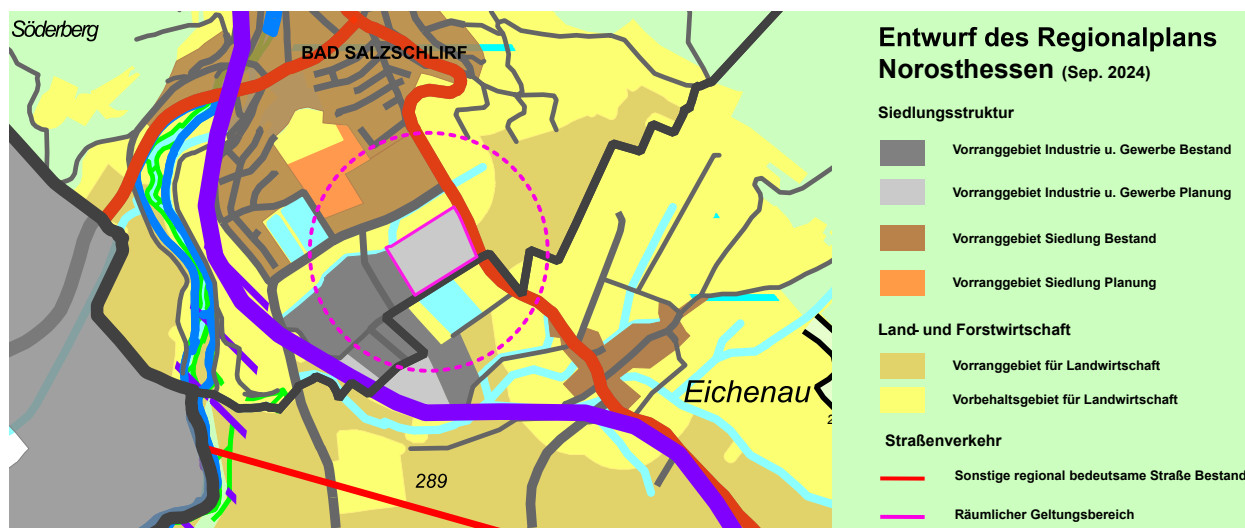 Söderberg
BAD SALZSCHLIRF
Eichenau
289
2
Entwurf des Regionalplans
Norosthessen (Sep. 2024)
Siedlungsstruktur
Vorranggebiet Industrie u. Gewerbe Bestand
Vorranggebiet Industrie u. Gewerbe Planung
Vorranggebiet Siedlung Bestand
Vorranggebiet Siedlung Planung
Land- und Forstwirtschaft
Vorranggebiet für Landwirtschaft
Vorbehaltsgebiet für Landwirtschaft
Straßenverkehr
Sonstige regional bedeutsame Straße Bestand
Räumlicher Geltungsbereich